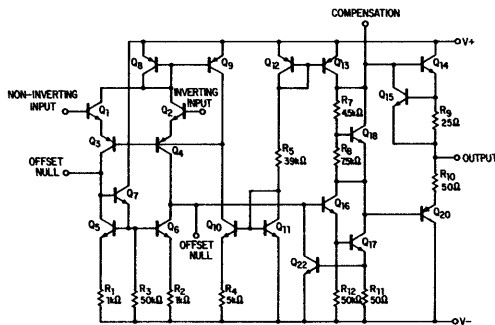 COMPENSATION
V+
Q8
Q9
Q12
Q13
Q14
NON-INVERTING
INPUT
INVERTING
INPUT
Q15
Q1
Q2
R7
4.5kΩ
Q18
R9
25Ω
Q3
Q4
R5
39kΩ
R8
7.5kΩ
OUTPUT
OFFSET
NULL
Q7
R10
50Ω
Q16
Q20
Q5
Q6
Q10
Q11
OFFSET
NULL
Q17
Q22
R1
1kΩ
R3
50kΩ
R2
1kΩ
R4
5kΩ
R12
50kΩ
R11
50Ω
V-